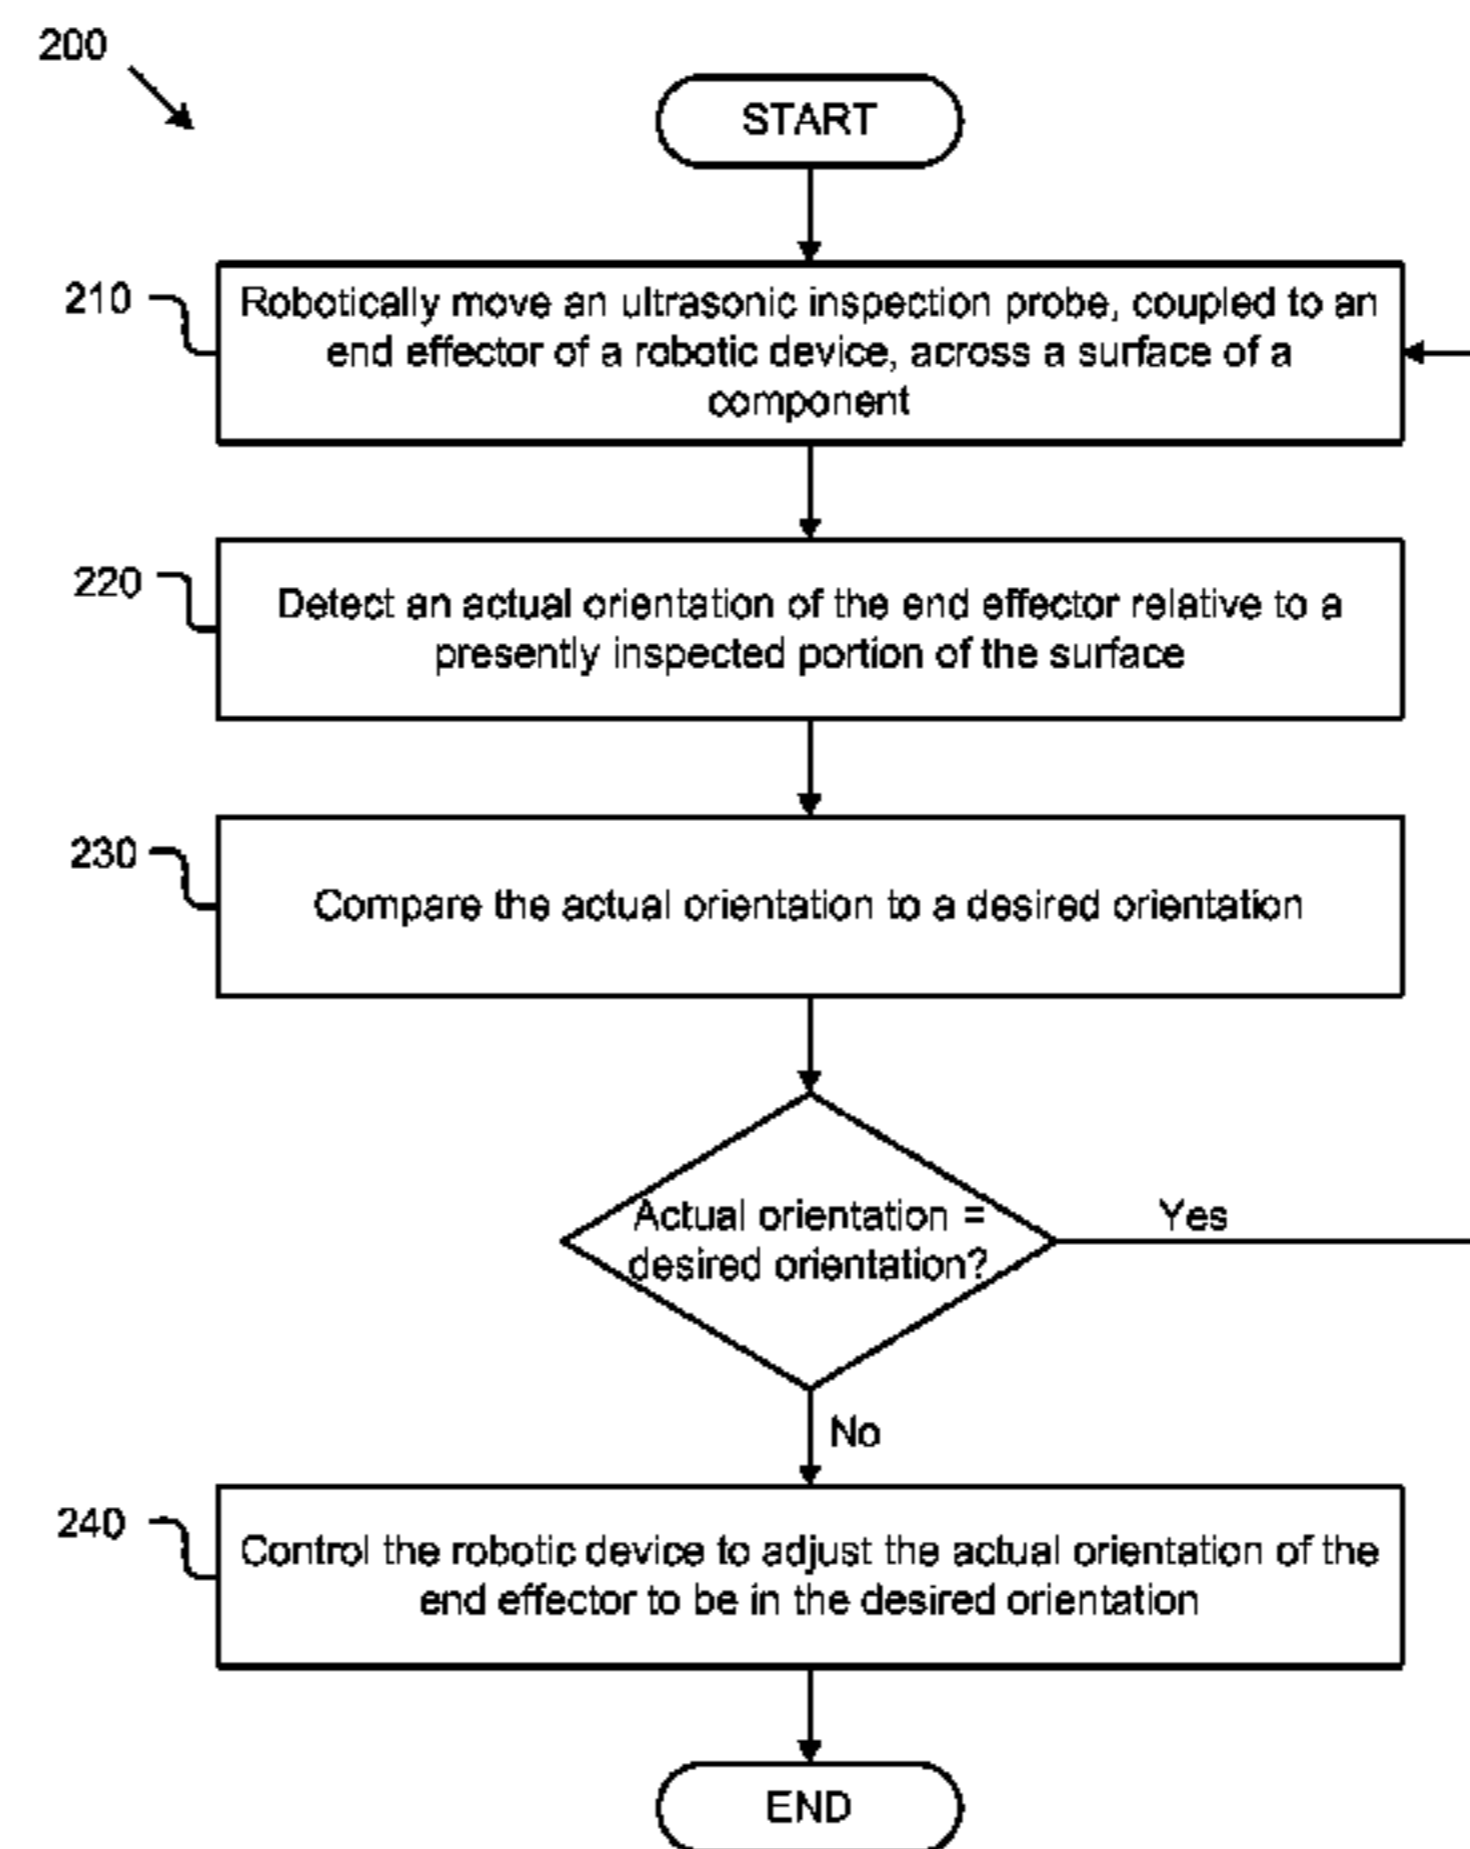 200
START
210
Robotically move an ultrasonic inspection probe, coupled to an
end effector of a robotic device, across a surface of a
component
220
Detect an actual orientation of the end effector relative to a
presently inspected portion of the surface
230
Compare the actual orientation to a desired orientation
Actual orientation =
desired orientation?
Yes
No
240
Control the robotic device to adjust the actual orientation of the
end effector to be in the desired orientation
END